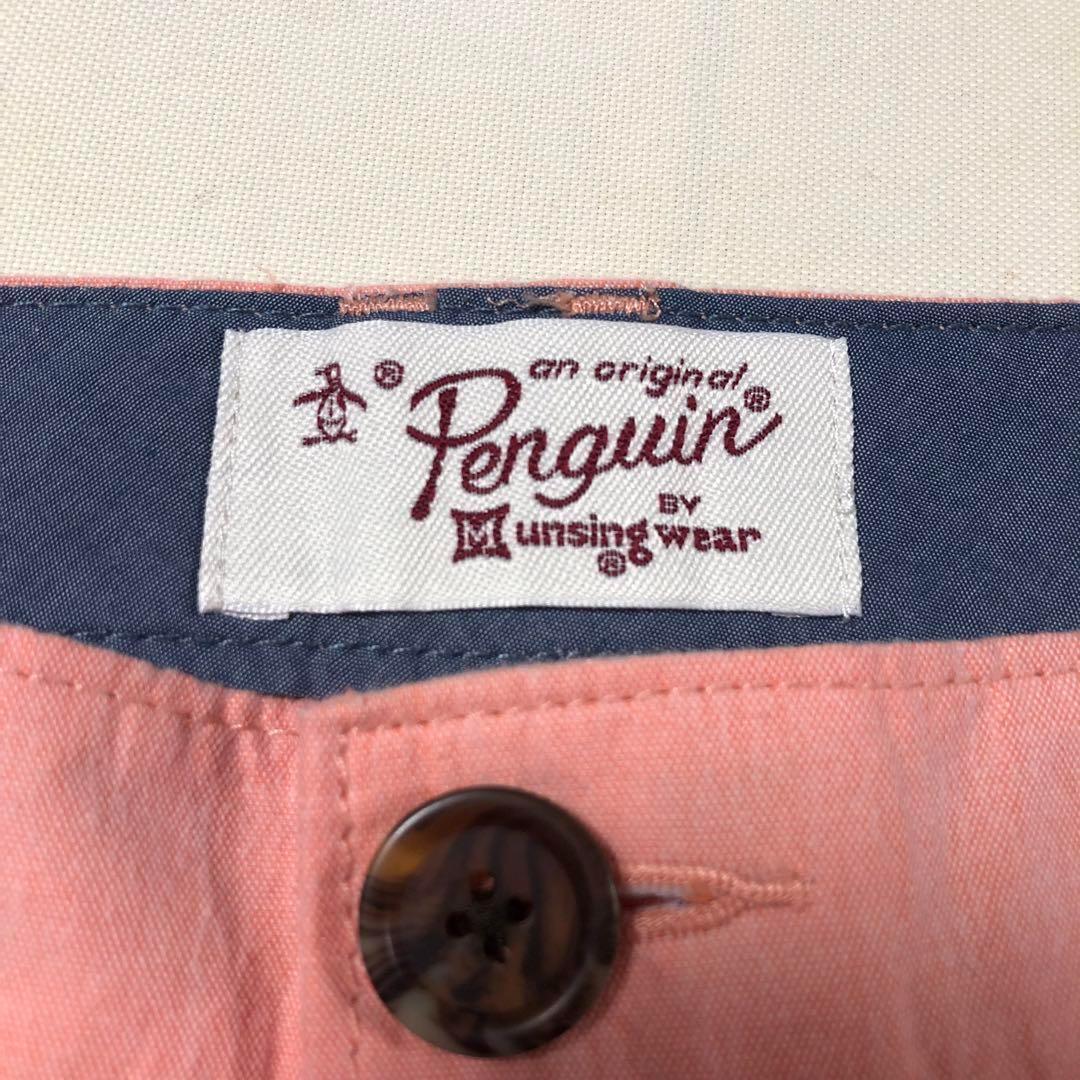 ® an original
Penguin®
BY
Munsingwear
®